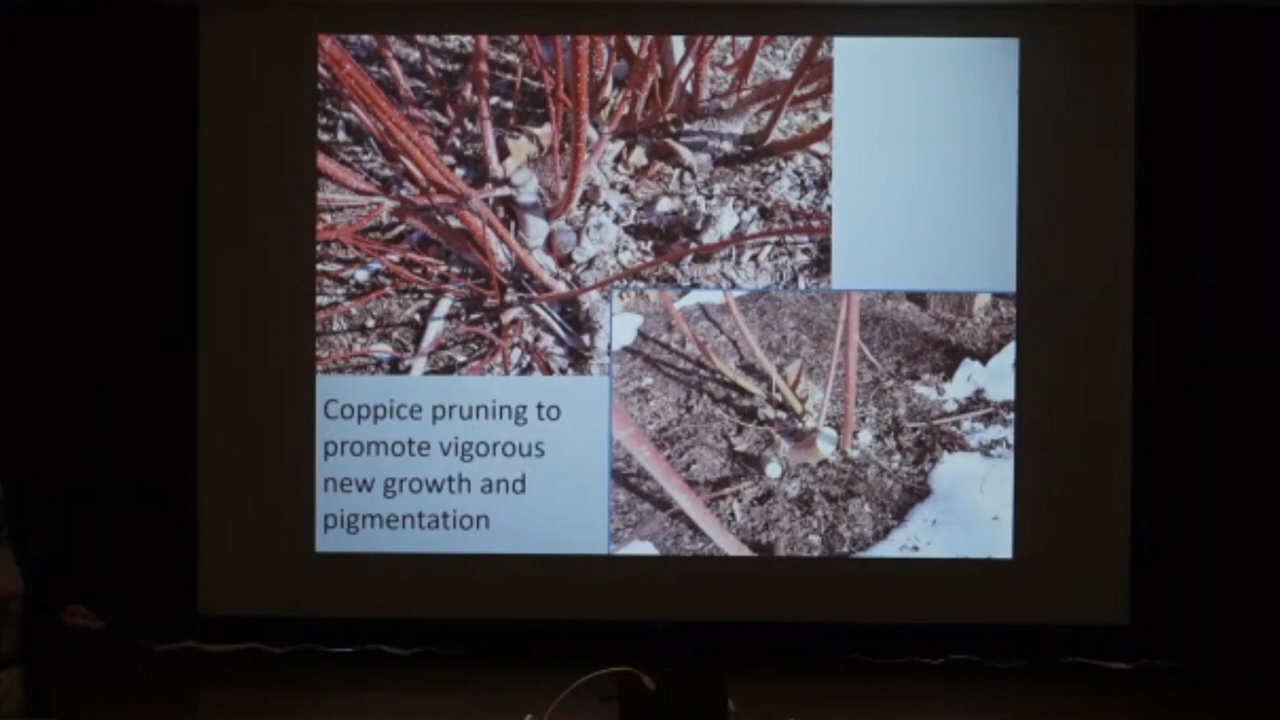 Coppice pruning to
promote vigorous
new growth and
pigmentation